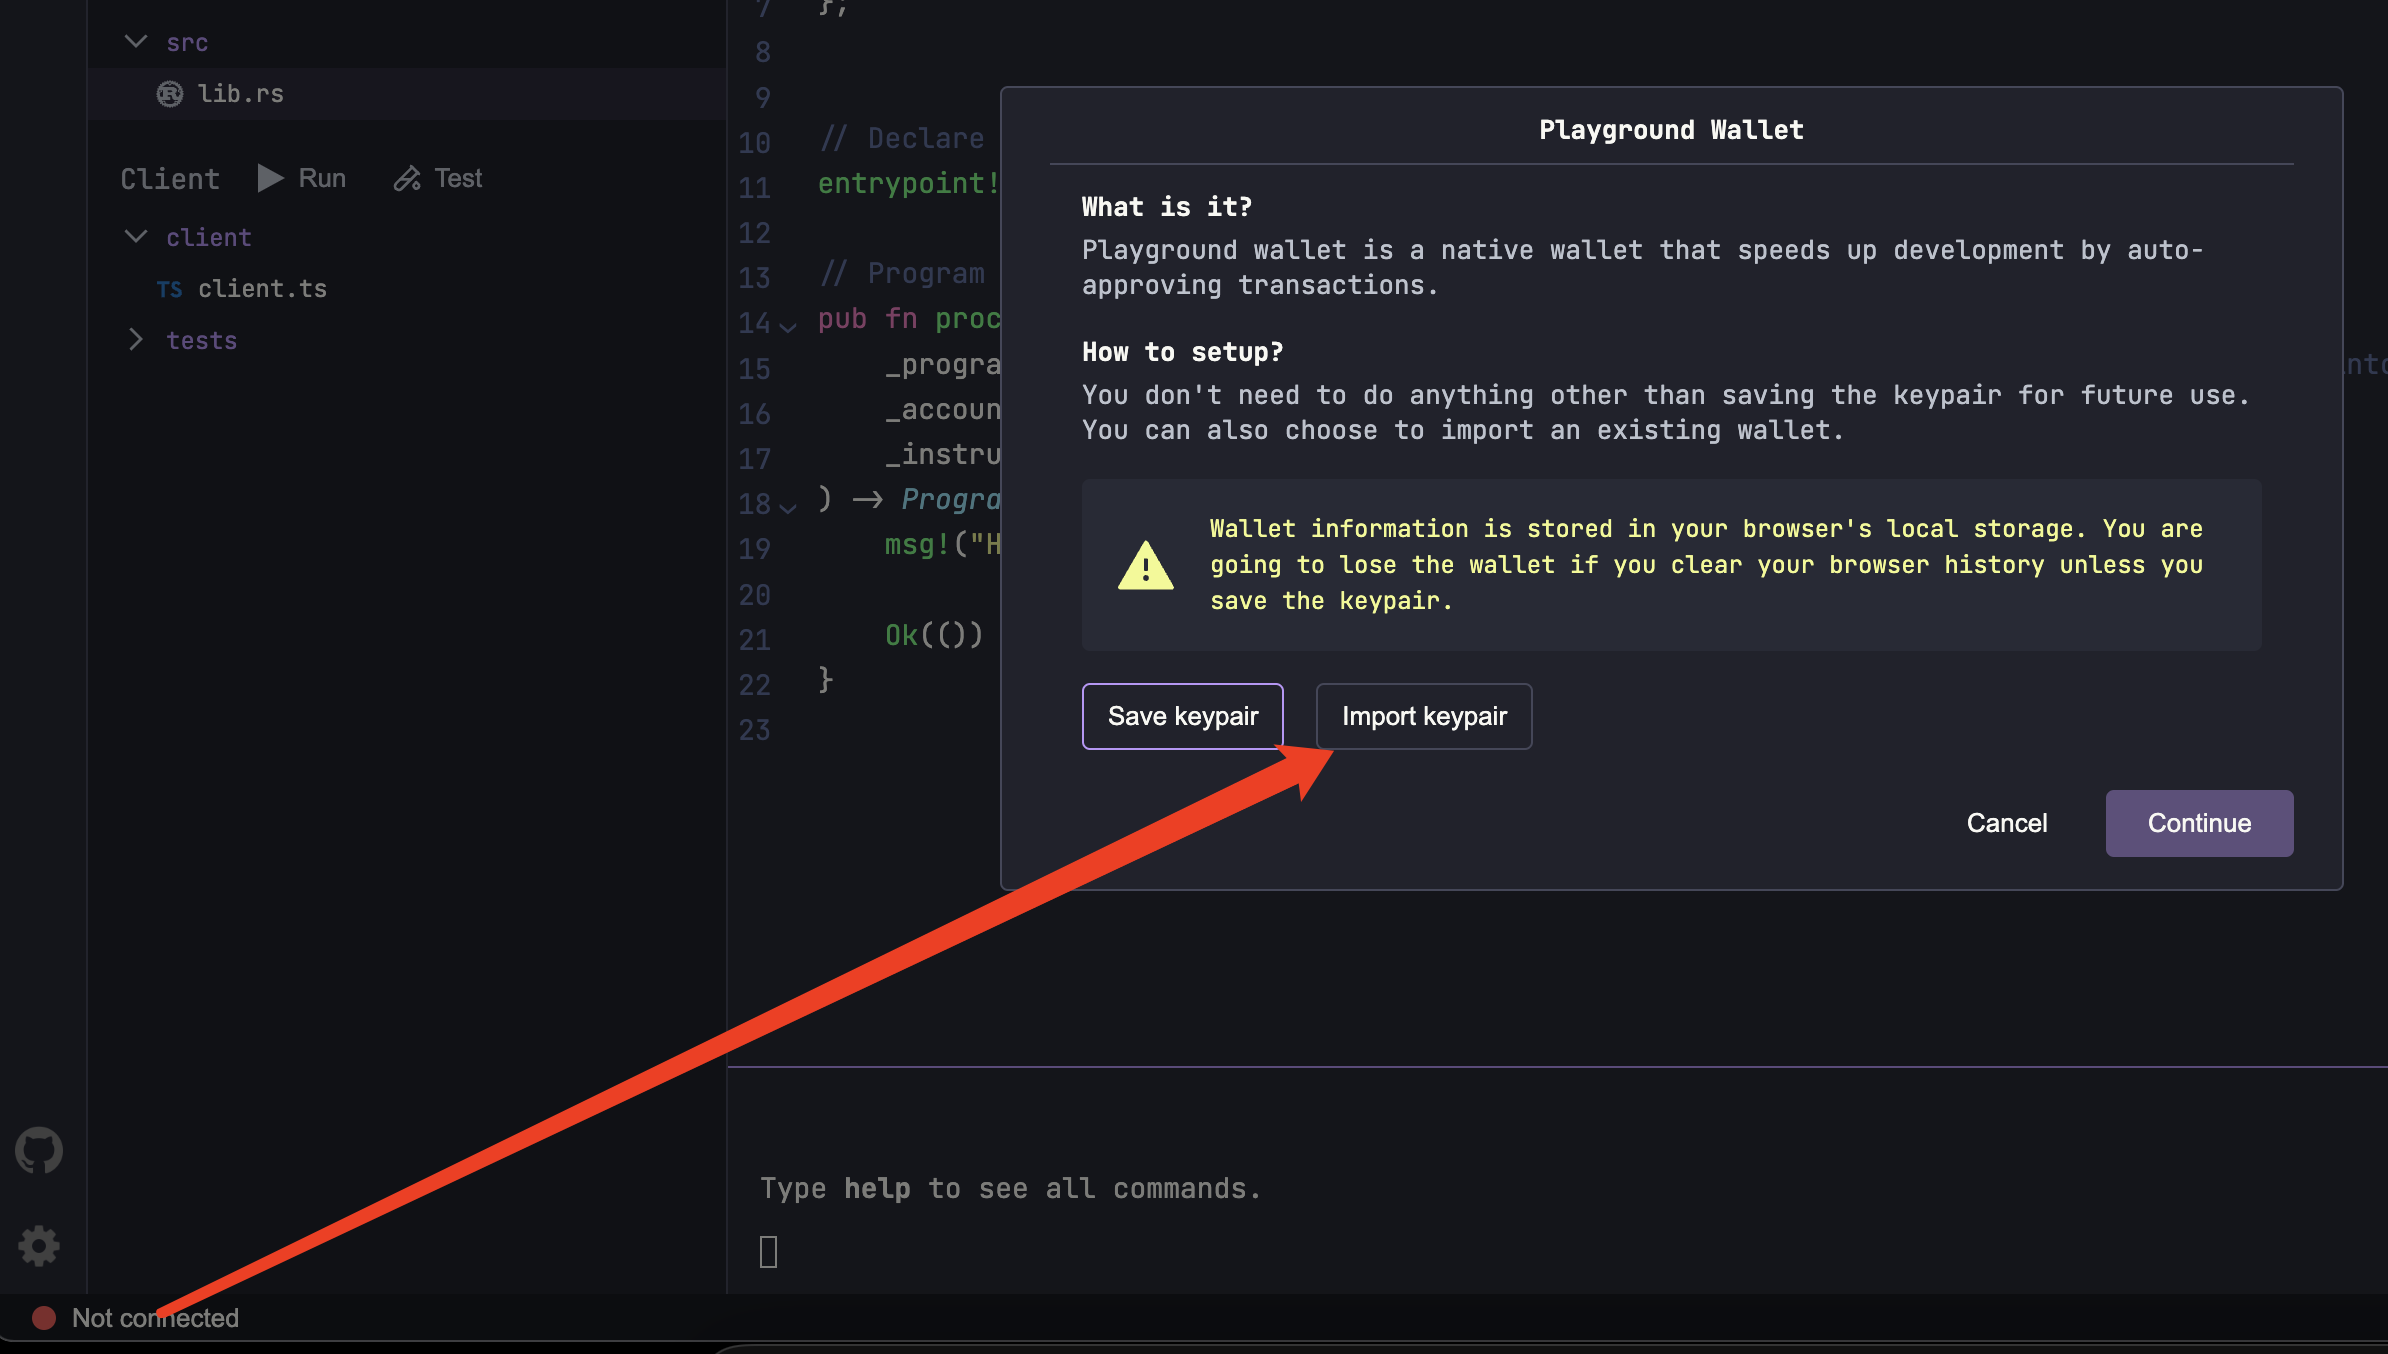 src
lib.rs
Client Run Test
client
TS client.ts
tests
7 };
8
9
10 // Declare
11 entrypoint!
12
13 // Program
14 pub fn proc
15 _progra
16 _accoun
17 _instru
18 ) -> Progra
19 msg!("H
20
21 Ok(())
22 }
23
Playground Wallet
What is it?
Playground wallet is a native wallet that speeds up development by auto-
approving transactions.
How to setup?
You don't need to do anything other than saving the keypair for future use.
You can also choose to import an existing wallet.
Wallet information is stored in your browser's local storage. You are
going to lose the wallet if you clear your browser history unless you
save the keypair.
Save keypair Import keypair
Cancel Continue
Type help to see all commands.
Not connected